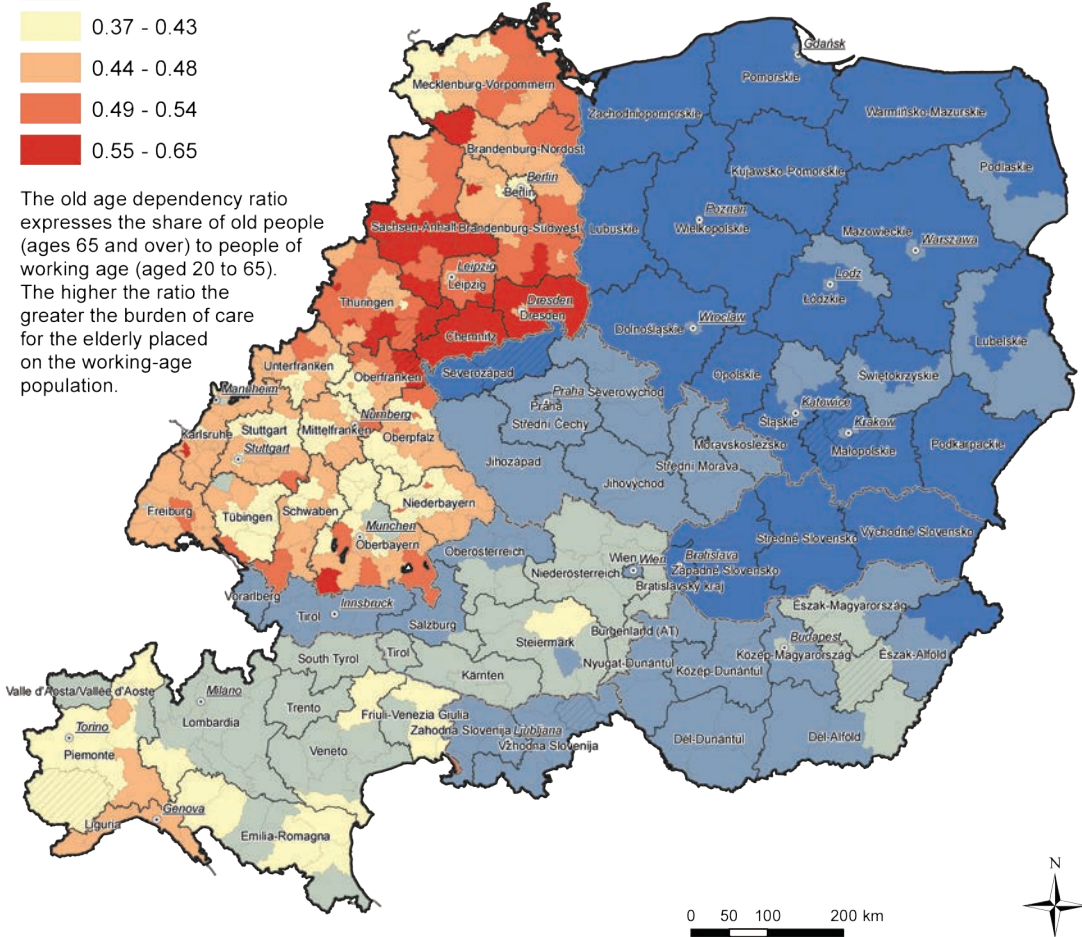 0.37 - 0.43
0.44 - 0.48
0.49 - 0.54
0.55 - 0.65
The old age dependency ratio
expresses the share of old people
(ages 65 and over) to people of
working age (aged 20 to 65).
The higher the ratio the
greater the burden of care
for the elderly placed
on the working-age
population.
Gdańsk
Pomorskie
Mecklenburg-Vorpommern
Zachodniopomorskie
Warmińsko-Mazurskie
Brandenburg-Nordost
Podlaskie
Kujawsko-Pomorskie
Berlin
Berlin
Poznań
Wielkopolskie
Sachsen-Anhalt
Brandenburg-Südwest
Lubuskie
Mazowieckie
Warszawa
Leipzig
Leipzig
Lodz
Łódzkie
Thüringen
Dresden
Dresden
Wroclaw
Dolnośląskie
Chemnitz
Lubelskie
Unterfranken
Oberfranken
Severozápad
Opolskie
Świętokrzyskie
Mannheim
Praha
Praha
Severovýchod
Katowice
Nürnberg
Střední Čechy
Śląskie
Krakow
Karlsruhe
Stuttgart
Mittelfranken
Oberpfalz
Moravskoslezsko
Małopolskie
Podkarpackie
Stuttgart
Jihozápad
Střední Morava
Jihovýchod
Freiburg
Tübingen
Schwaben
Niederbayern
München
Oberbayern
Stredné Slovensko
Východné Slovensko
Oberösterreich
Wien
Wien
Bratislava
Západné Slovensko
Niederösterreich
Bratislavský kraj
Vorarlberg
Innsbruck
Tirol
Salzburg
Észak-Magyarország
Steiermark
Burgenland (AT)
Budapest
South Tyrol
Tirol
Nyugat-Dunántúl
Közép-Dunántúl
Közép-Magyarország
Észak-Alföld
Kärnten
Valle d'Aosta/Vallée d'Aoste
Milano
Trento
Lombardia
Friuli-Venezia Giulia
Torino
Zahodna Slovenija
Ljubljana
Vzhodna Slovenija
Piemonte
Veneto
Dél-Dunántúl
Dél-Alföld
Genova
Liguria
Emilia-Romagna
N
0 50 100 200 km